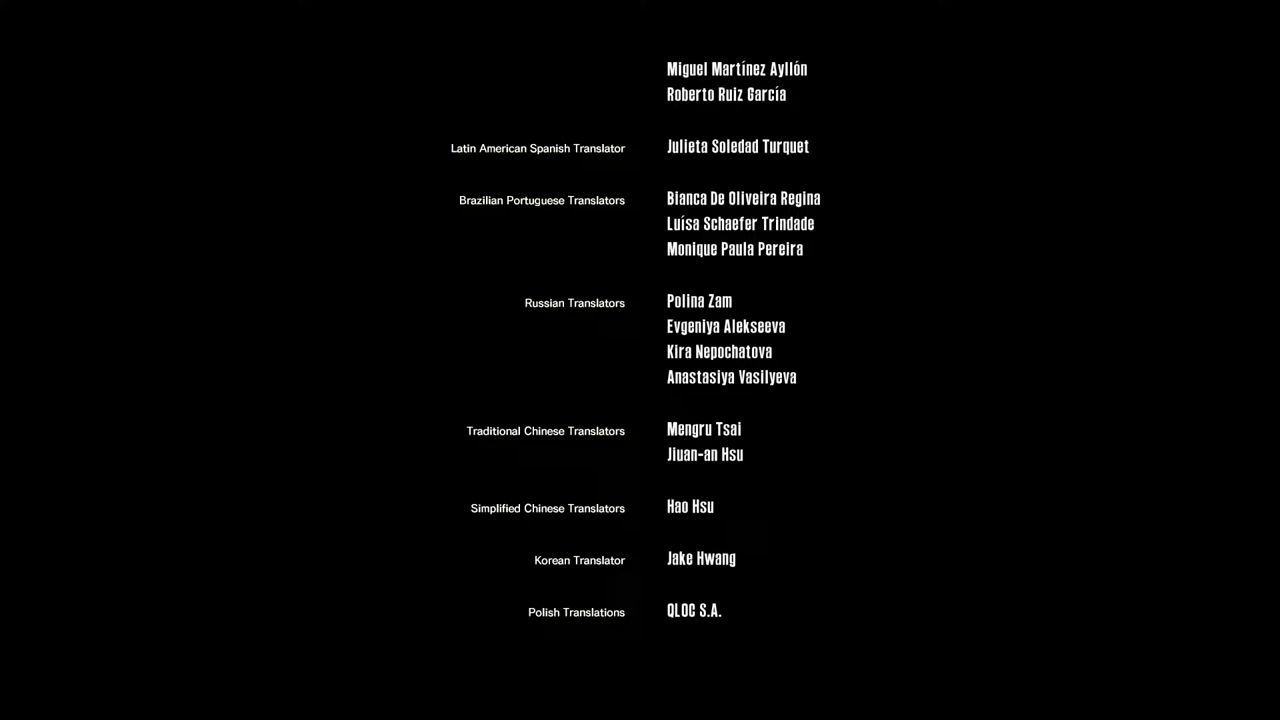 Miguel Martínez Ayllón
Roberto Ruiz García
Latin American Spanish Translator Julieta Soledad Turquet
Brazilian Portuguese Translators Bianca De Oliveira Regina
Luísa Schaefer Trindade
Monique Paula Pereira
Russian Translators Polina Zam
Evgeniya Alekseeva
Kira Nepochatova
Anastasiya Vasilyeva
Traditional Chinese Translators Mengru Tsai
Jiuan-an Hsu
Simplified Chinese Translators Hao Hsu
Korean Translator Jake Hwang
Polish Translations QLOC S.A.